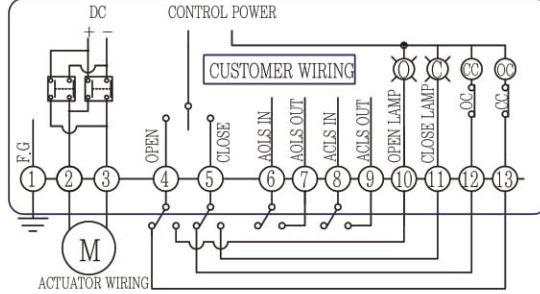 DC
CONTROL POWER
+ −
CUSTOMER WIRING
O C CC OC
OC CC
F.G
OPEN
CLOSE
AOLS IN
AOLS OUT
ACLS IN
ACLS OUT
OPEN LAMP
CLOSE LAMP
1 2 3 4 5 6 7 8 9 10 11 12 13
M
ACTUATOR WIRING